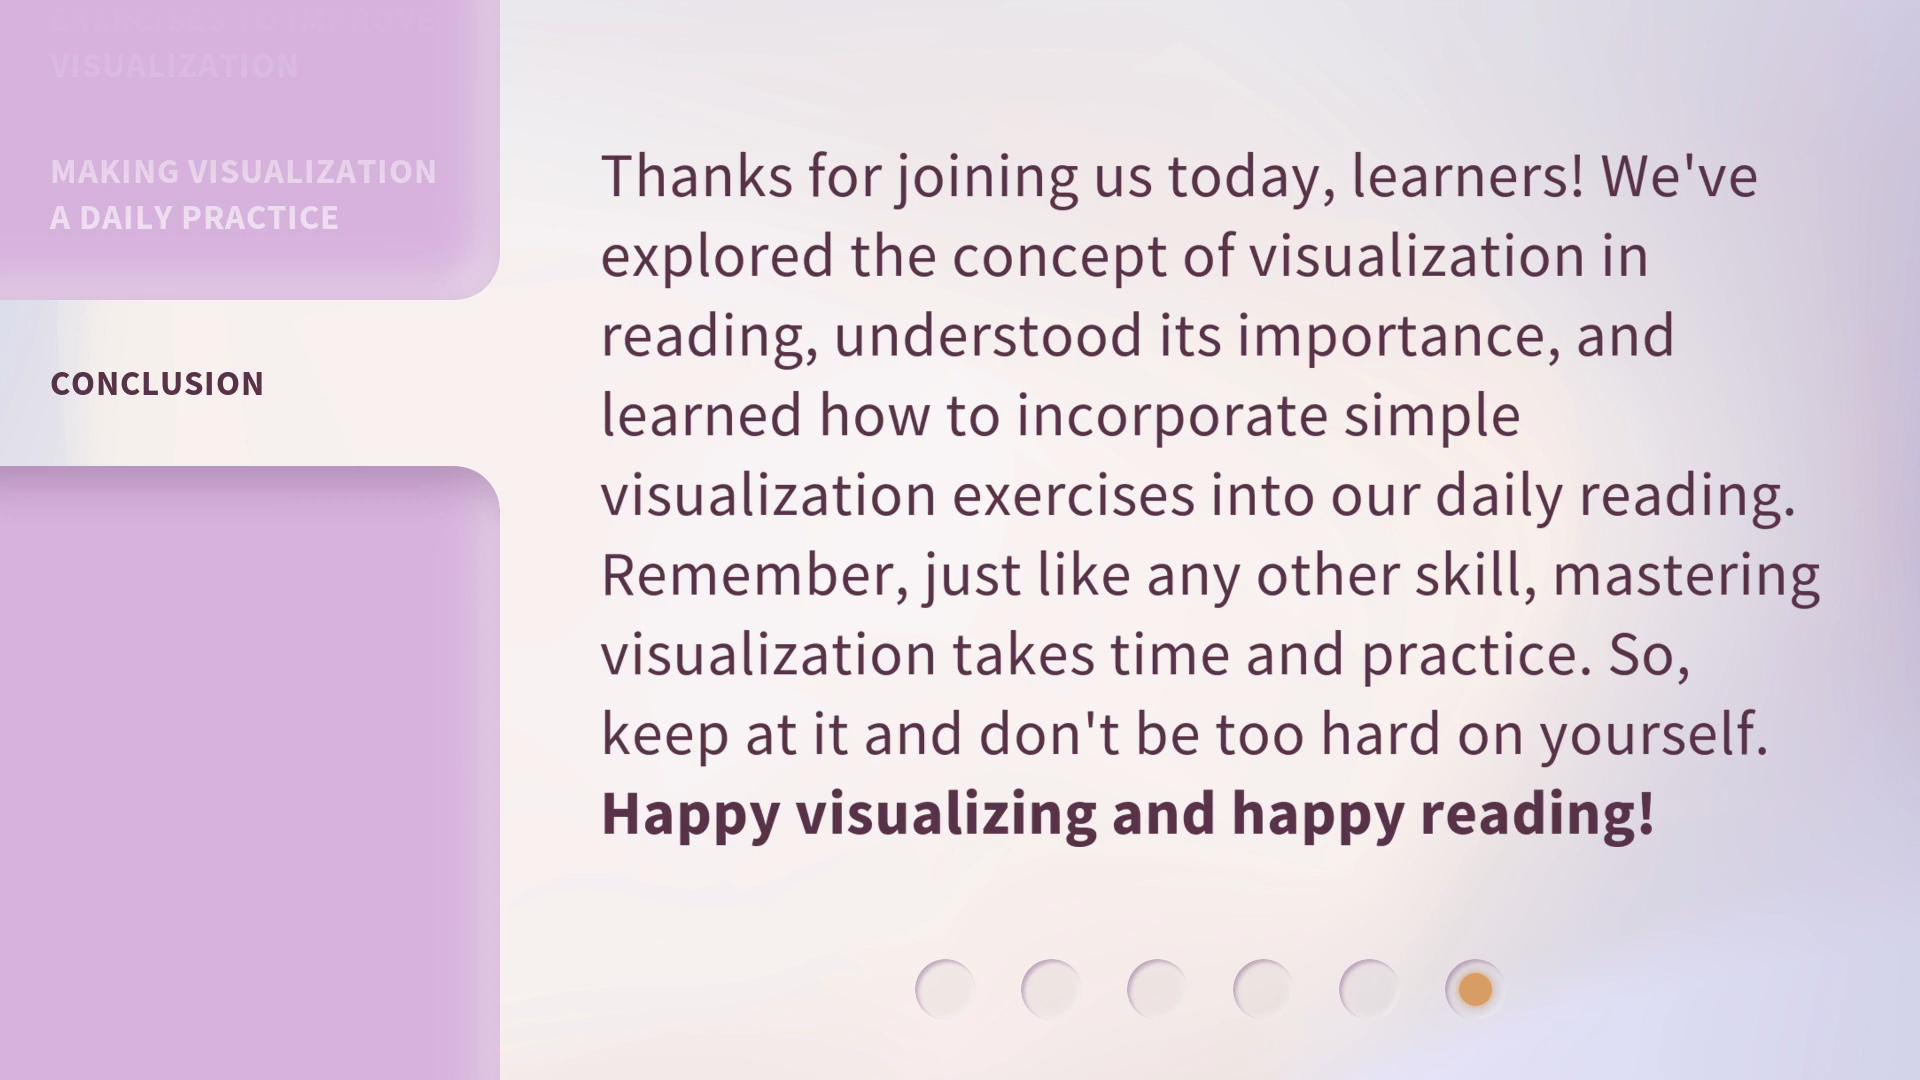 EXERCISES TO IMPROVE
VISUALIZATION
MAKING VISUALIZATION
A DAILY PRACTICE
CONCLUSION
Thanks for joining us today, learners! We've
explored the concept of visualization in
reading, understood its importance, and
learned how to incorporate simple
visualization exercises into our daily reading.
Remember, just like any other skill, mastering
visualization takes time and practice. So,
keep at it and don't be too hard on yourself.
Happy visualizing and happy reading!